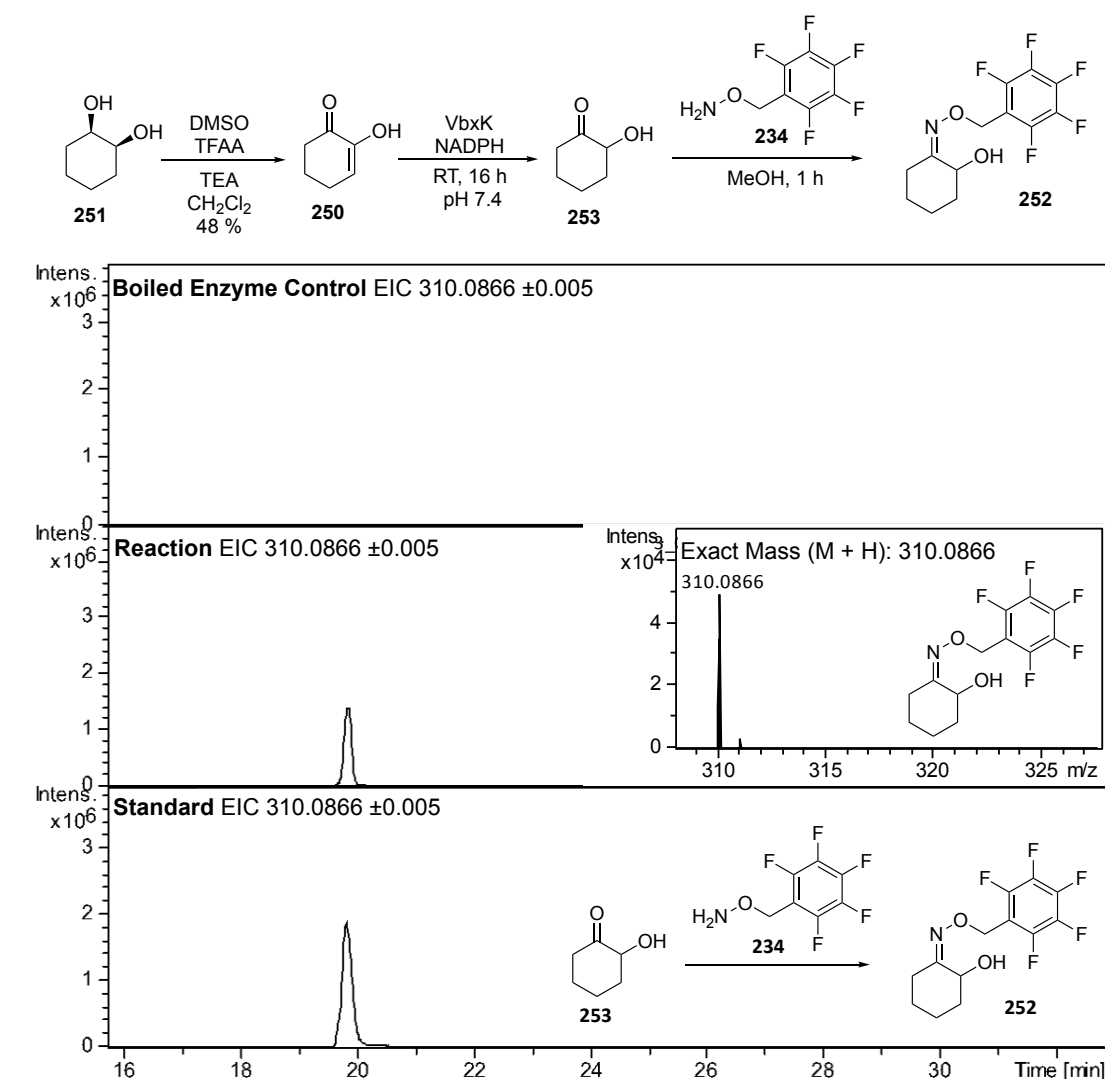 OH
OH
251
DMSO
TFAA
TEA
CH2Cl2
48 %
O
OH
250
VbxK
NADPH
RT, 16 h
pH 7.4
O
OH
253
F
F
F
F
F
O
H2N
234
MeOH, 1 h
F
F
F
F
F
O
N
OH
252
Intens.
x10^6
Boiled Enzyme Control EIC 310.0866 ±0.005
3
2
1
0
Intens.
x10^6
Reaction EIC 310.0866 ±0.005
3
2
1
0
Intens.
x10^4
Exact Mass (M + H): 310.0866
310.0866
4
2
0
310 315 320 325 m/z
F
F
F
F
F
O
N
OH
Intens.
x10^6
Standard EIC 310.0866 ±0.005
3
2
1
0
O
OH
253
F
F
F
F
F
O
H2N
234
F
F
F
F
F
O
N
OH
252
16 18 20 22 24 26 28 30 Time [min]